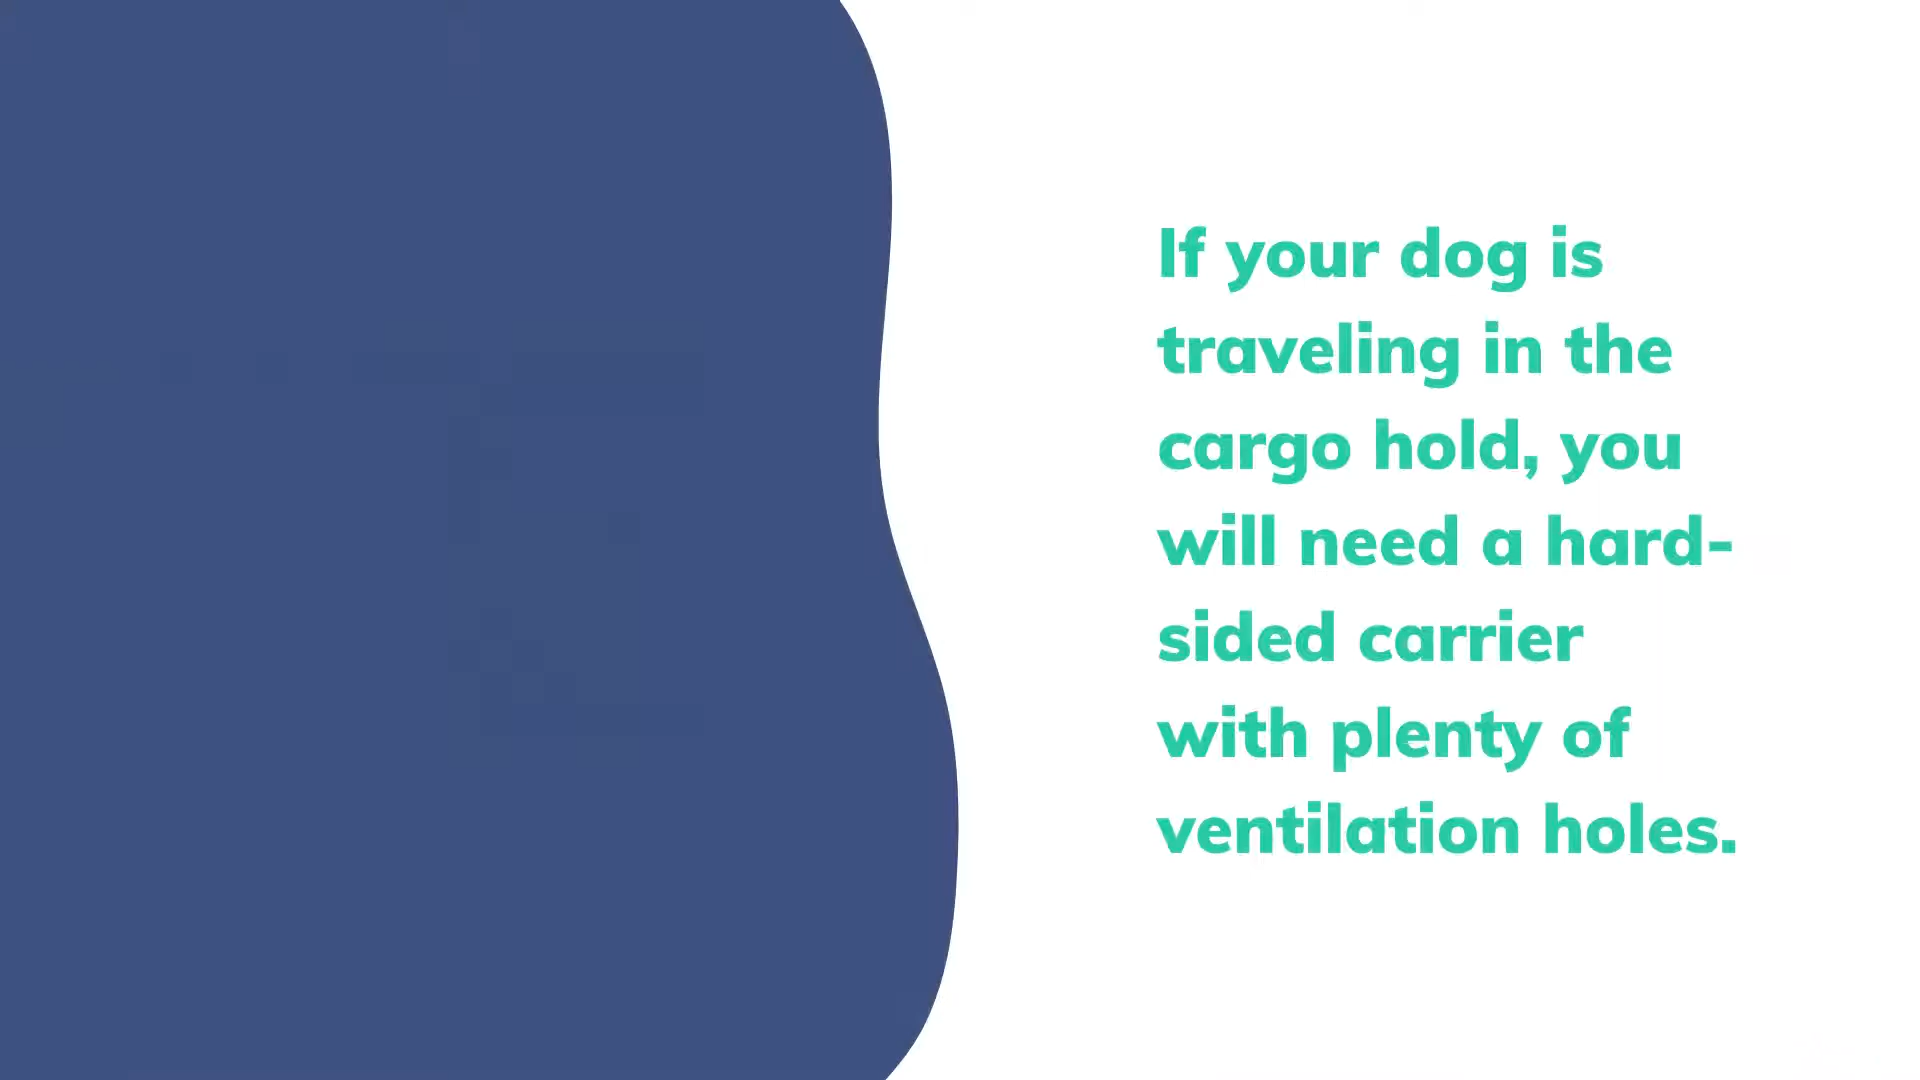 If your dog is
traveling in the
cargo hold, you
will need a hard-
sided carrier
with plenty of
ventilation holes.